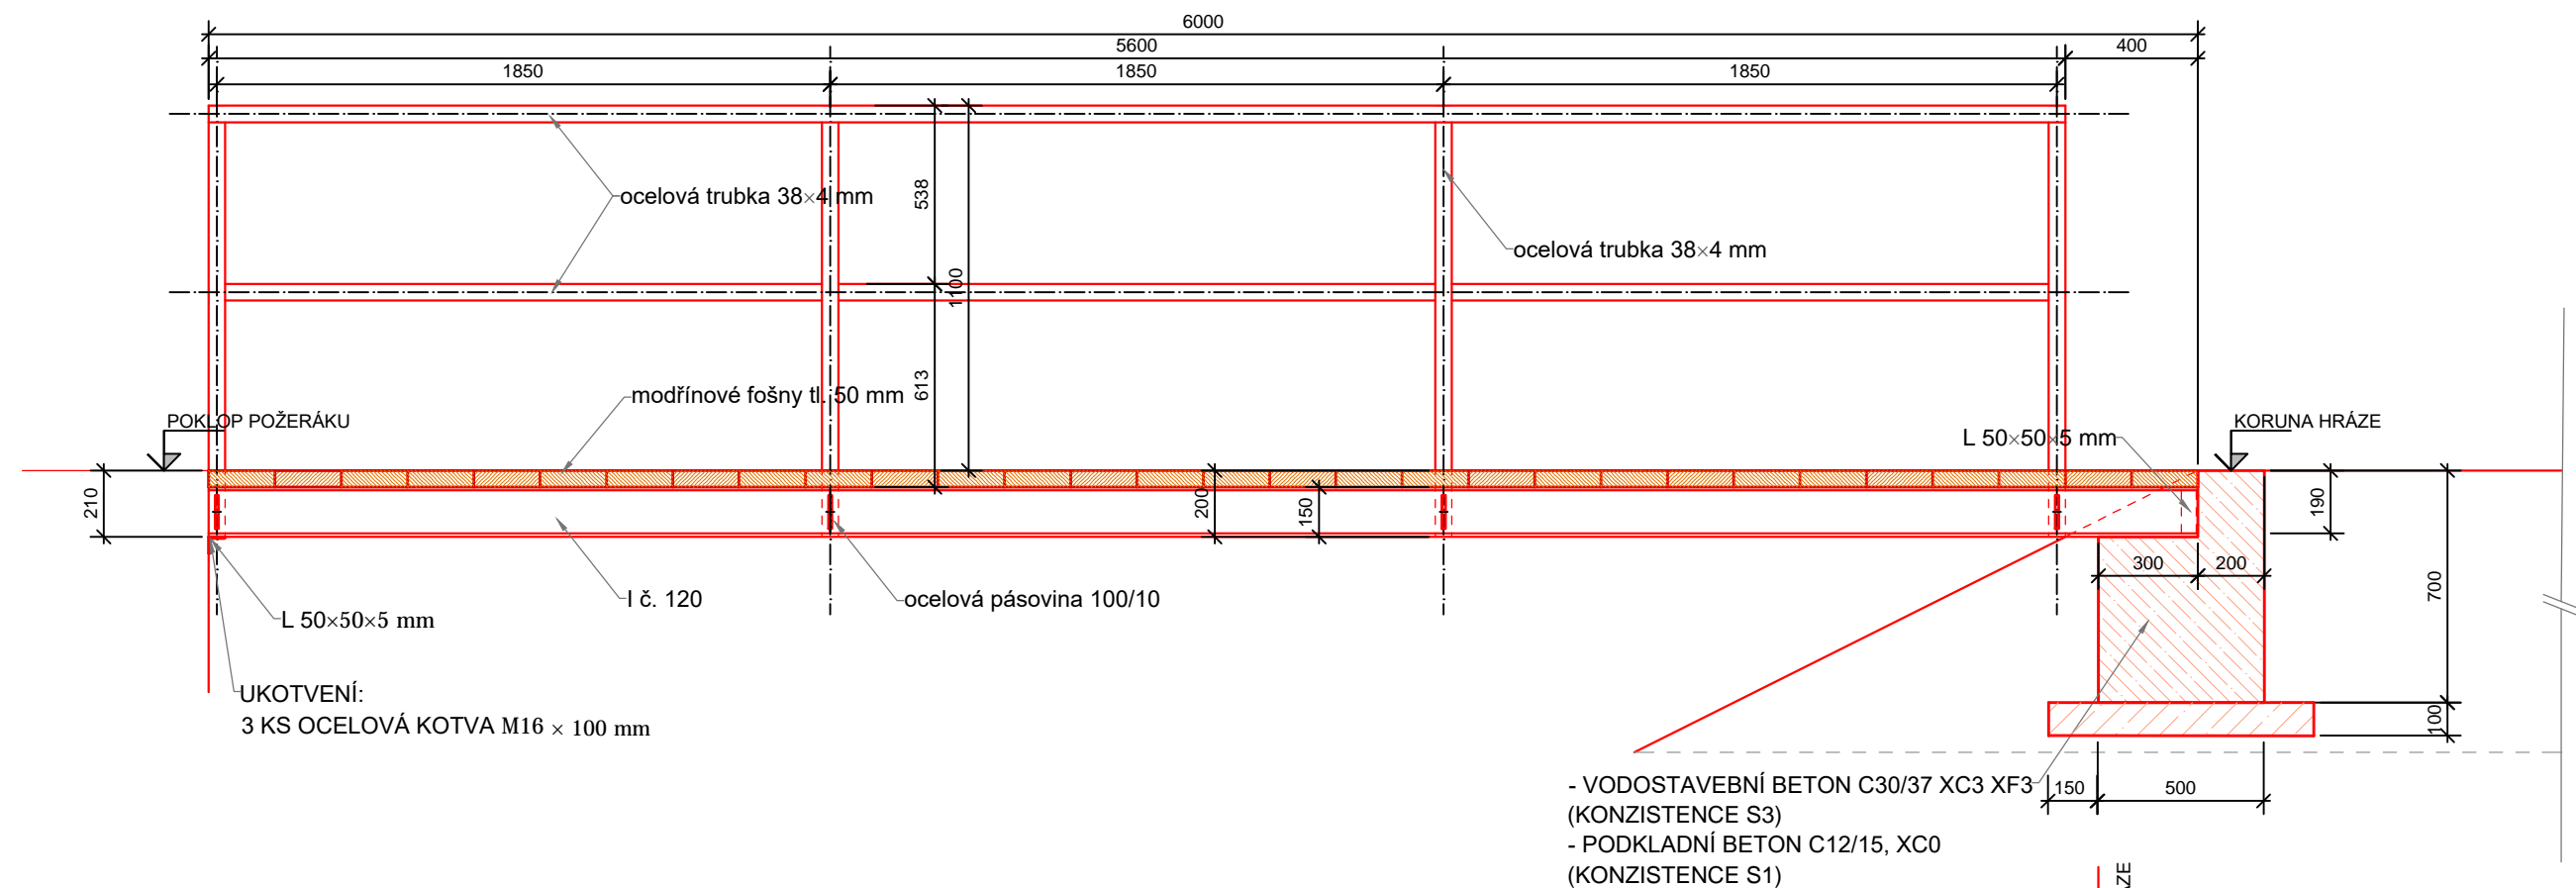 6000
5600
400
1850
1850
1850
ocelová trubka 38×4 mm
538
1100
ocelová trubka 38×4 mm
613
modřínové fošny tl. 50 mm
POKLOP POŽERÁKU
L 50×50×5 mm
KORUNA HRÁZE
210
200
150
190
300
200
700
I č. 120
ocelová pásovina 100/10
L 50×50×5 mm
UKOTVENÍ:
3 KS OCELOVÁ KOTVA M16 × 100 mm
100
- VODOSTAVEBNÍ BETON C30/37 XC3 XF3
150
500
(KONZISTENCE S3)
- PODKLADNÍ BETON C12/15, XC0
(KONZISTENCE S1)
ZE